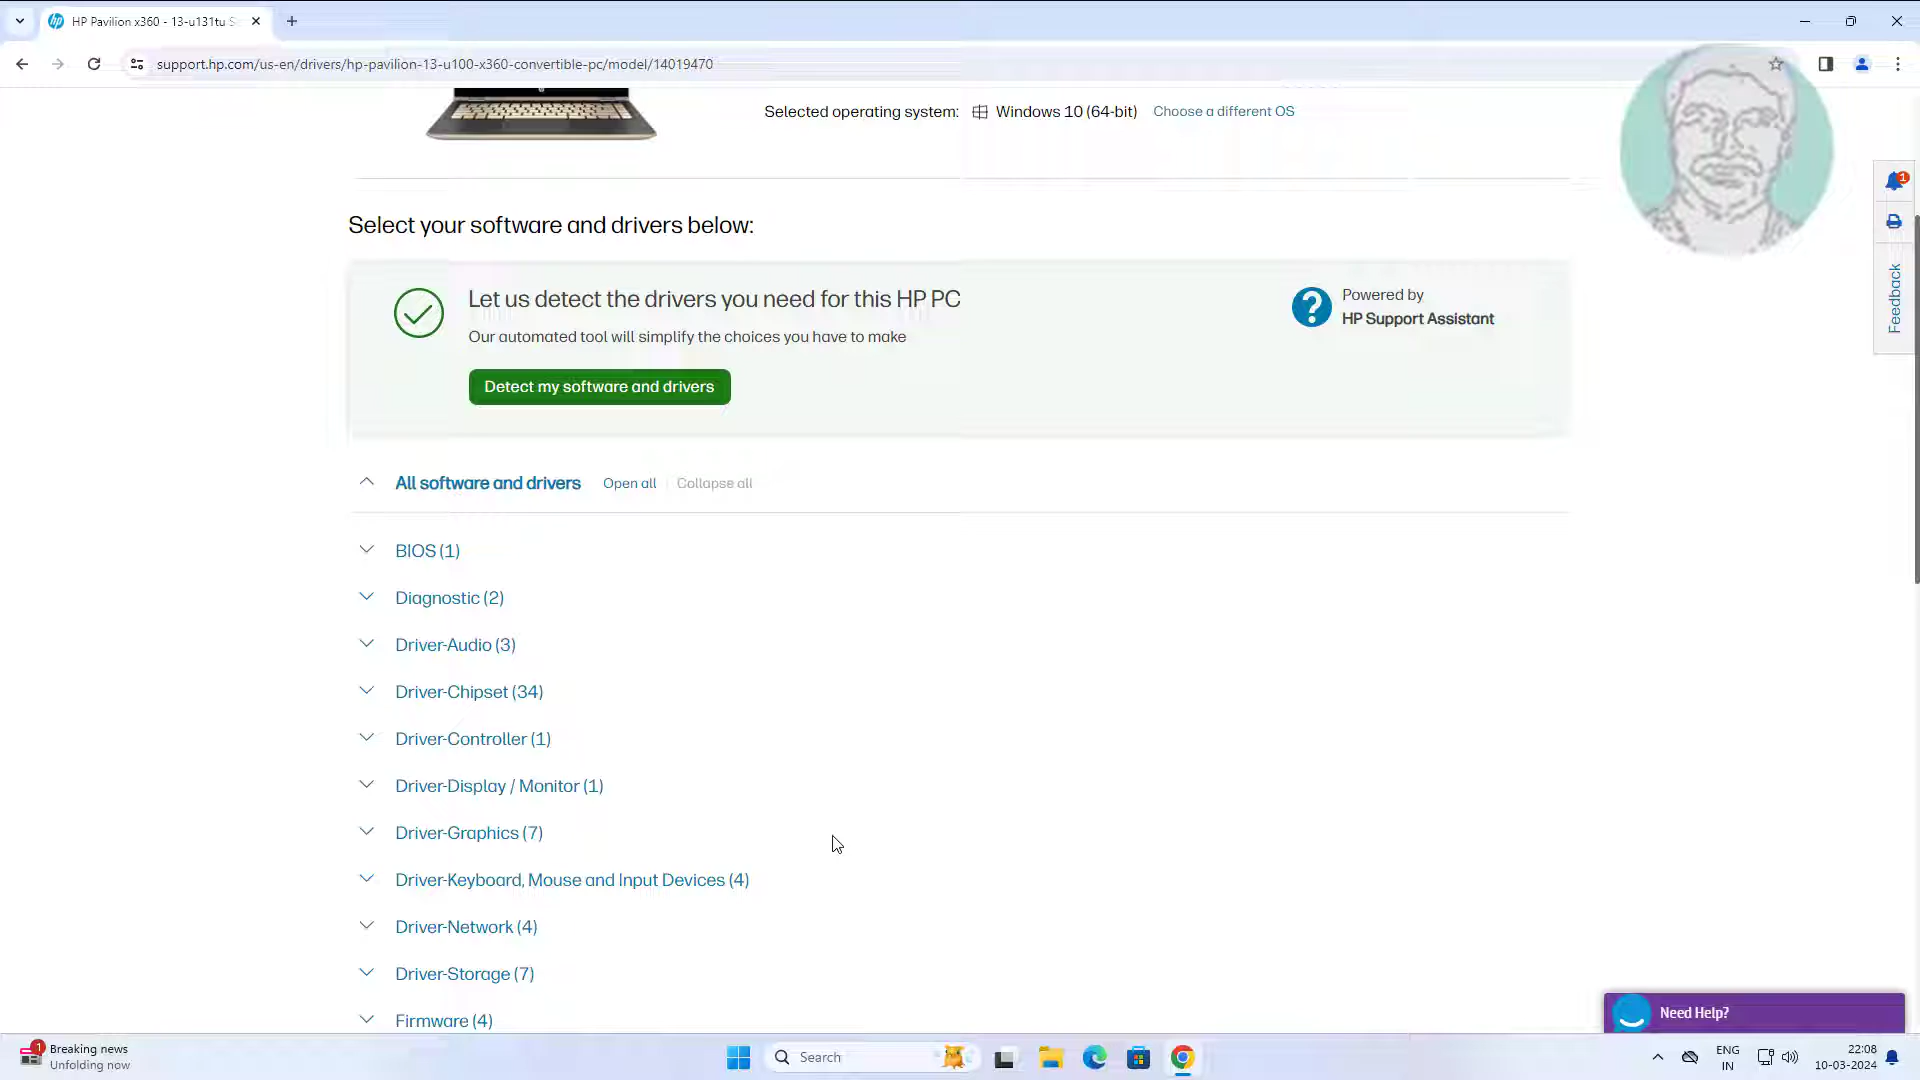 HP Pavilion x360 - 13-u131tu S
support.hp.com/us-en/drivers/hp-pavilion-13-u100-x360-convertible-pc/model/14019470
Selected operating system: Windows 10 (64-bit) Choose a different OS
1
Select your software and drivers below:
Let us detect the drivers you need for this HP PC
Our automated tool will simplify the choices you have to make
Detect my software and drivers
Powered by
HP Support Assistant
Feedback
All software and drivers Open all Collapse all
BIOS (1)
Diagnostic (2)
Driver-Audio (3)
Driver-Chipset (34)
Driver-Controller (1)
Driver-Display / Monitor (1)
Driver-Graphics (7)
Driver-Keyboard, Mouse and Input Devices (4)
Driver-Network (4)
Driver-Storage (7)
Firmware (4)
Need Help?
1
Breaking news
Unfolding now
Search
ENG
IN
22:08
10-03-2024